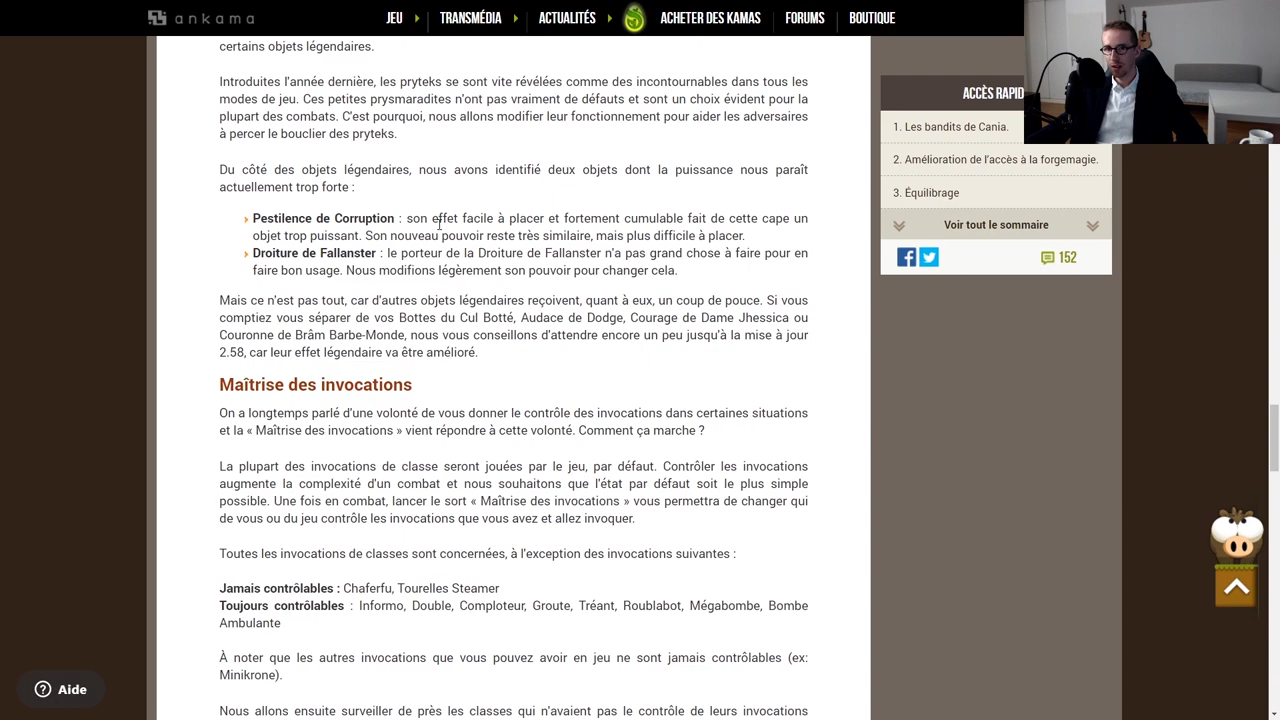 ankama
JEU
TRANSMÉDIA
ACTUALITÉS
ACHETER DES KAMAS
FORUMS
BOUTIQUE
certains objets légendaires.
Introduites l'année dernière, les pryteks se sont vite révélées comme des incontournables dans tous les
modes de jeu. Ces petites prysmaradites n'ont pas vraiment de défauts et sont un choix évident pour la
plupart des combats. C'est pourquoi, nous allons modifier leur fonctionnement pour aider les adversaires
à percer le bouclier des pryteks.
Du côté des objets légendaires, nous avons identifié deux objets dont la puissance nous paraît
actuellement trop forte :
Pestilence de Corruption : son effet facile à placer et fortement cumulable fait de cette cape un
objet trop puissant. Son nouveau pouvoir reste très similaire, mais plus difficile à placer.
Droiture de Fallanster : le porteur de la Droiture de Fallanster n'a pas grand chose à faire pour en
faire bon usage. Nous modifions légèrement son pouvoir pour changer cela.
Mais ce n'est pas tout, car d'autres objets légendaires reçoivent, quant à eux, un coup de pouce. Si vous
comptiez vous séparer de vos Bottes du Cul Botté, Audace de Dodge, Courage de Dame Jhessica ou
Couronne de Brâm Barbe-Monde, nous vous conseillons d'attendre encore un peu jusqu'à la mise à jour
2.58, car leur effet légendaire va être amélioré.
Maîtrise des invocations
On a longtemps parlé d'une volonté de vous donner le contrôle des invocations dans certaines situations
et la « Maîtrise des invocations » vient répondre à cette volonté. Comment ça marche ?
La plupart des invocations de classe seront jouées par le jeu, par défaut. Contrôler les invocations
augmente la complexité d'un combat et nous souhaitons que l'état par défaut soit le plus simple
possible. Une fois en combat, lancer le sort « Maîtrise des invocations » vous permettra de changer qui
de vous ou du jeu contrôle les invocations que vous avez et allez invoquer.
Toutes les invocations de classes sont concernées, à l'exception des invocations suivantes :
Jamais contrôlables : Chaferfu, Tourelles Steamer
Toujours contrôlables : Informo, Double, Comploteur, Groute, Tréant, Roublabot, Mégabombe, Bombe
Ambulante
À noter que les autres invocations que vous pouvez avoir en jeu ne sont jamais contrôlables (ex:
Minikrone).
Nous allons ensuite surveiller de près les classes qui n'avaient pas le contrôle de leurs invocations
ACCÈS RAPID
1. Les bandits de Cania.
2. Amélioration de l'accès à la forgemagie.
3. Équilibrage
Voir tout le sommaire
152
? Aide